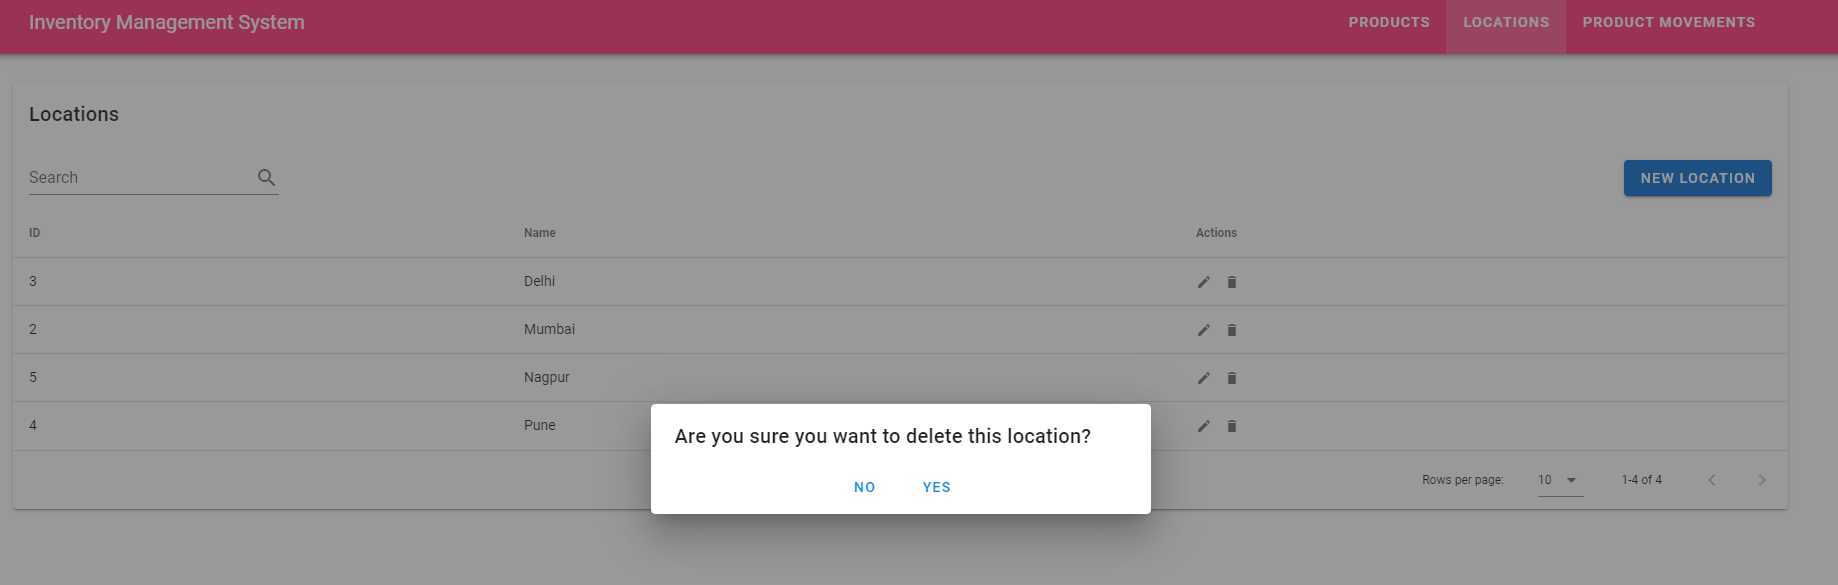 Inventory Management System PRODUCTS LOCATIONS PRODUCT MOVEMENTS
Locations
Search NEW LOCATION
ID Name Actions
3 Delhi
2 Mumbai
5 Nagpur
4 Pune
Are you sure you want to delete this location?
NO YES
Rows per page: 10 1-4 of 4